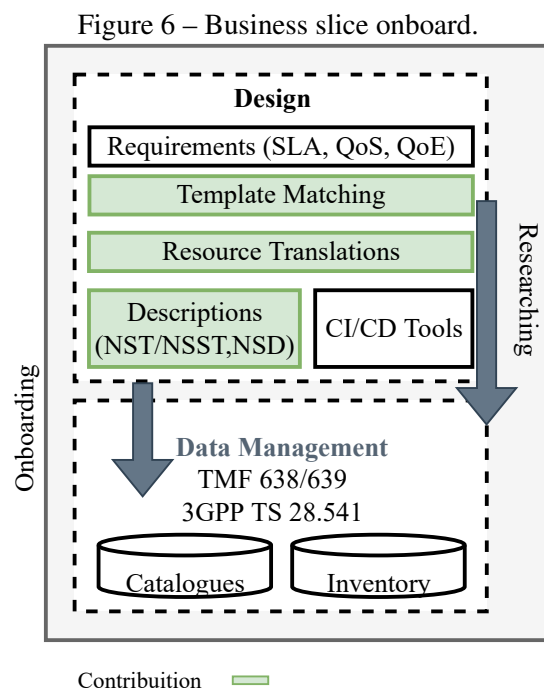 Figure 6 – Business slice onboard.
Design
Requirements (SLA, QoS, QoE)
Template Matching
Resource Translations
Descriptions
(NST/NSST,NSD)
CI/CD Tools
Researching
Onboarding
Data Management
TMF 638/639
3GPP TS 28.541
Catalogues
Inventory
Contribuition